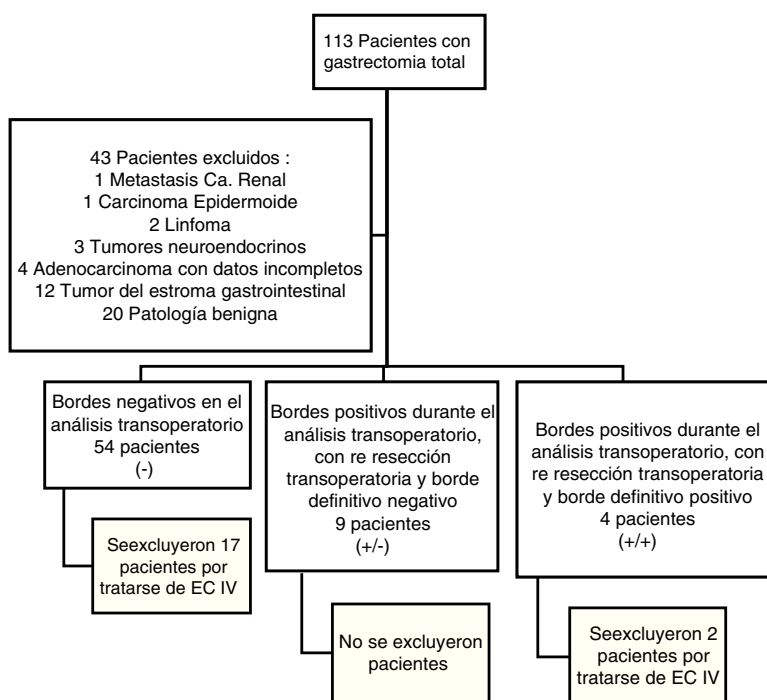 113 Pacientes con
gastrectomia total
43 Pacientes excluidos :
1 Metastasis Ca. Renal
1 Carcinoma Epidermoide
2 Linfoma
3 Tumores neuroendocrinos
4 Adenocarcinoma con datos incompletos
12 Tumor del estroma gastrointestinal
20 Patología benigna
Bordes negativos en el
análisis transoperatorio
54 pacientes
(-)
Seexcluyeron 17
pacientes por
tratarse de EC IV
Bordes positivos durante el
análisis transoperatorio,
con re resección
transoperatoria y borde
definitivo negativo
9 pacientes
(+/-)
No se excluyeron
pacientes
Bordes positivos durante el
análisis transoperatorio, con
re resección transoperatoria
y borde definitivo positivo
4 pacientes
(+/+)
Seexcluyeron 2
pacientes por
tratarse de EC IV